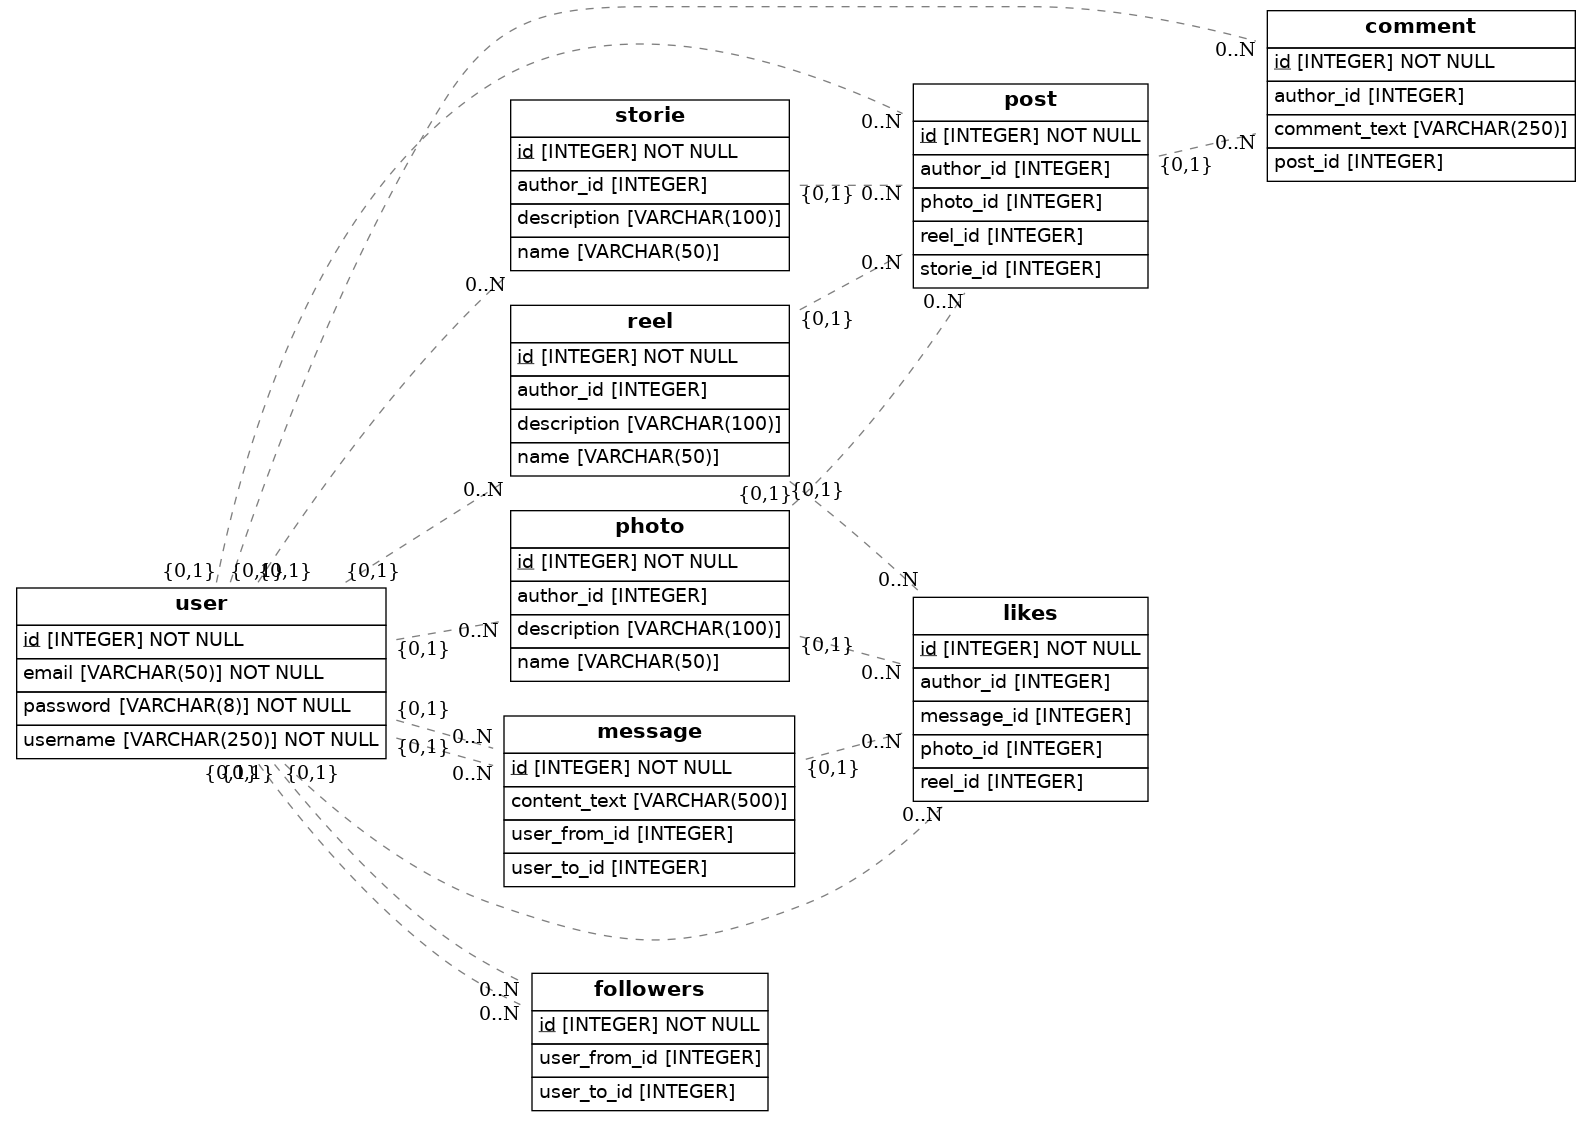 comment
id [INTEGER] NOT NULL
author_id [INTEGER]
comment_text [VARCHAR(250)]
post_id [INTEGER]
0..N
0..N
post
id [INTEGER] NOT NULL
author_id [INTEGER]
photo_id [INTEGER]
reel_id [INTEGER]
storie_id [INTEGER]
0..N
{0,1}
0..N
0..N
0..N
storie
id [INTEGER] NOT NULL
author_id [INTEGER]
description [VARCHAR(100)]
name [VARCHAR(50)]
{0,1}
0..N
reel
id [INTEGER] NOT NULL
author_id [INTEGER]
description [VARCHAR(100)]
name [VARCHAR(50)]
{0,1}
0..N
{0,1}
{0,1}
photo
id [INTEGER] NOT NULL
author_id [INTEGER]
description [VARCHAR(100)]
name [VARCHAR(50)]
0..N
{0,1}
{0,1}
{0,1}
{0,1}
{0,1}
{0,1}
user
id [INTEGER] NOT NULL
email [VARCHAR(50)] NOT NULL
password [VARCHAR(8)] NOT NULL
username [VARCHAR(250)] NOT NULL
{0,1}
{0,1}
{0,1}
{0,1}
{0,1}
{0,1}
0..N
0..N
message
id [INTEGER] NOT NULL
content_text [VARCHAR(500)]
user_from_id [INTEGER]
user_to_id [INTEGER]
{0,1}
0..N
likes
id [INTEGER] NOT NULL
author_id [INTEGER]
message_id [INTEGER]
photo_id [INTEGER]
reel_id [INTEGER]
0..N
0..N
0..N
0..N
0..N
followers
id [INTEGER] NOT NULL
user_from_id [INTEGER]
user_to_id [INTEGER]